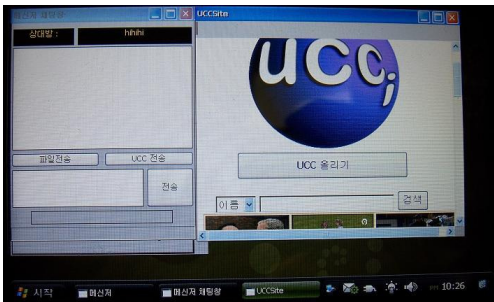 메신저 채팅창
상대방 :
hihihi
파일전송
UCC 전송
전송
UCCSite
ucc
UCC 올리기
이름
검색
시작
메신저
메신저 채팅창
UCCSite
PM 10:26